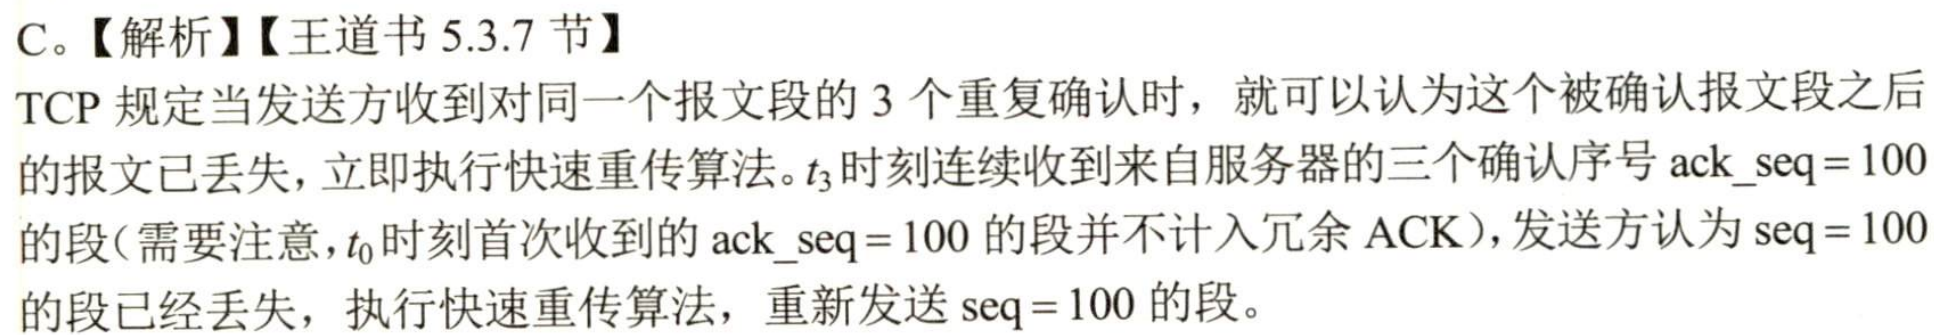 C。【解析】【王道书 5.3.7 节】
TCP 规定当发送方收到对同一个报文段的 3 个重复确认时，就可以认为这个被确认报文段之后
的报文已丢失，立即执行快速重传算法。t₃时刻连续收到来自服务器的三个确认序号 ack_seq = 100
的段（需要注意，t₀时刻首次收到的 ack_seq = 100 的段并不计入冗余 ACK），发送方认为 seq = 100
的段已经丢失，执行快速重传算法，重新发送 seq = 100 的段。